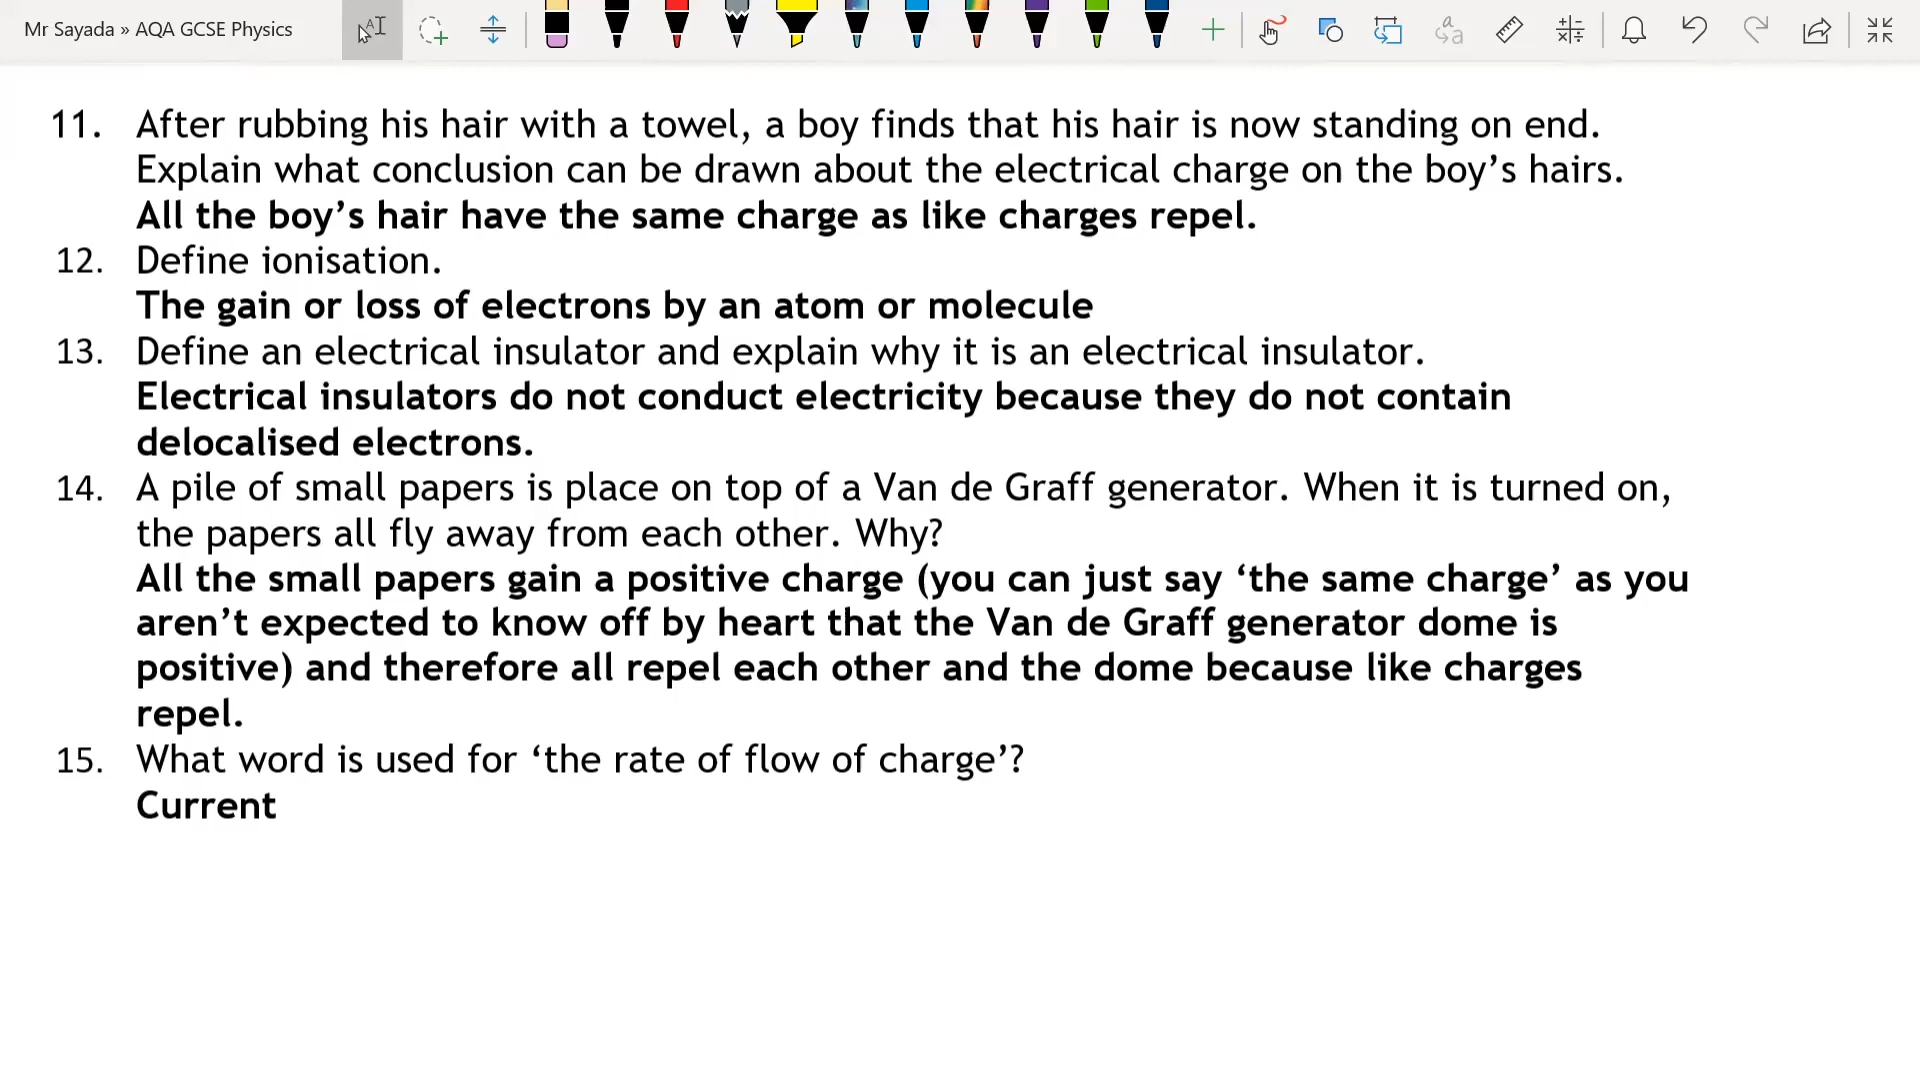 Mr Sayada » AQA GCSE Physics
11. After rubbing his hair with a towel, a boy finds that his hair is now standing on end.
Explain what conclusion can be drawn about the electrical charge on the boy’s hairs.
All the boy’s hair have the same charge as like charges repel.
12. Define ionisation.
The gain or loss of electrons by an atom or molecule
13. Define an electrical insulator and explain why it is an electrical insulator.
Electrical insulators do not conduct electricity because they do not contain
delocalised electrons.
14. A pile of small papers is place on top of a Van de Graff generator. When it is turned on,
the papers all fly away from each other. Why?
All the small papers gain a positive charge (you can just say ‘the same charge’ as you
aren’t expected to know off by heart that the Van de Graff generator dome is
positive) and therefore all repel each other and the dome because like charges
repel.
15. What word is used for ‘the rate of flow of charge’?
Current